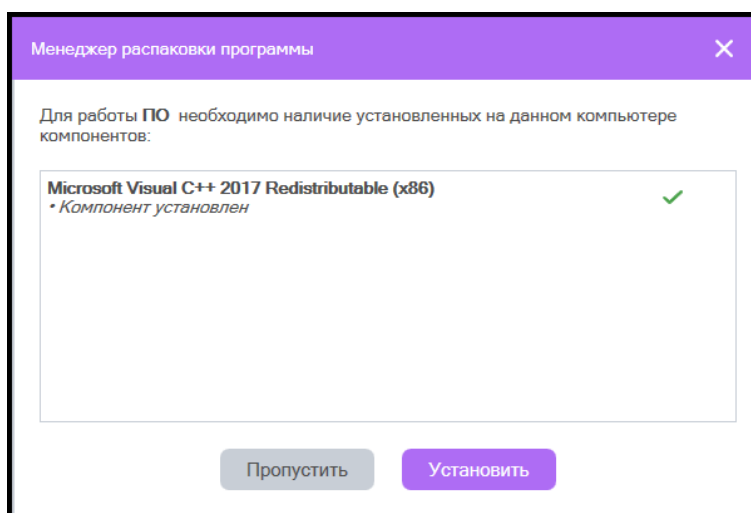 Менеджер распаковки программы
Для работы ПО необходимо наличие установленных на данном компьютере
компонентов:
Microsoft Visual C++ 2017 Redistributable (x86)
• Компонент установлен
Пропустить
Установить